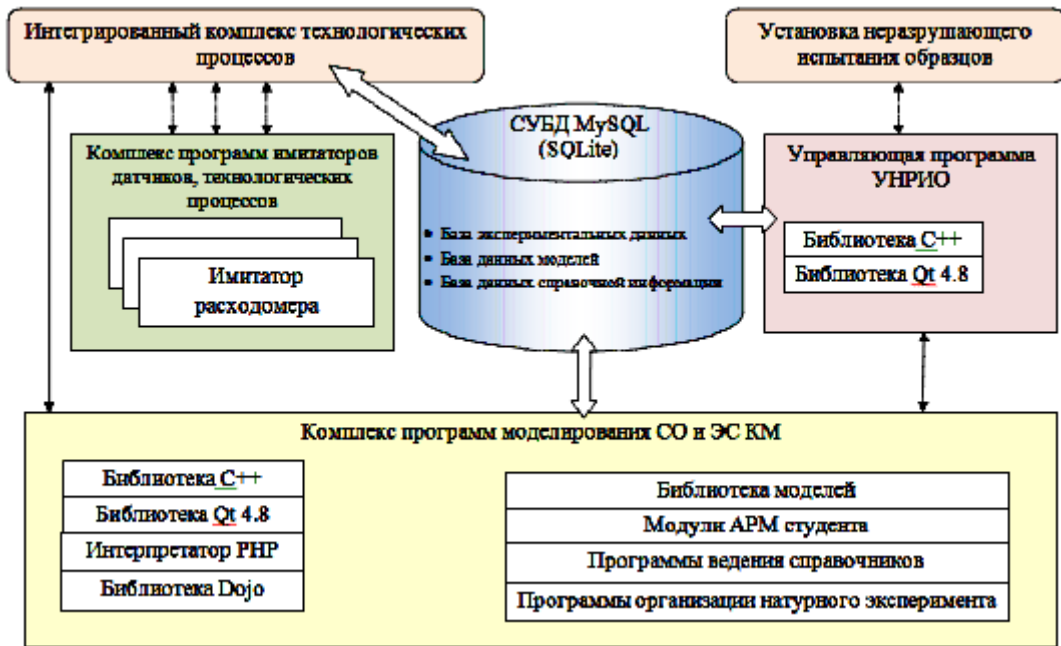 Интегрированный комплекс технологических
процессов
Установка неразрушающего
испытания образцов
СУБД MySQL
(SQLite)
Комплекс программ имитаторов
датчиков, технологических
процессов
Имитатор
расходомера
• База экспериментальных данных
• База данных моделей
• База данных справочной информации
Управляющая программа
УНРИО
Библиотека C++
Библиотека Qt 4.8
Комплекс программ моделирования СО и ЭС КМ
Библиотека C++
Библиотека Qt 4.8
Интерпретатор PHP
Библиотека Dojo
Библиотека моделей
Модули АРМ студента
Программы ведения справочников
Программы организации натурного эксперимента